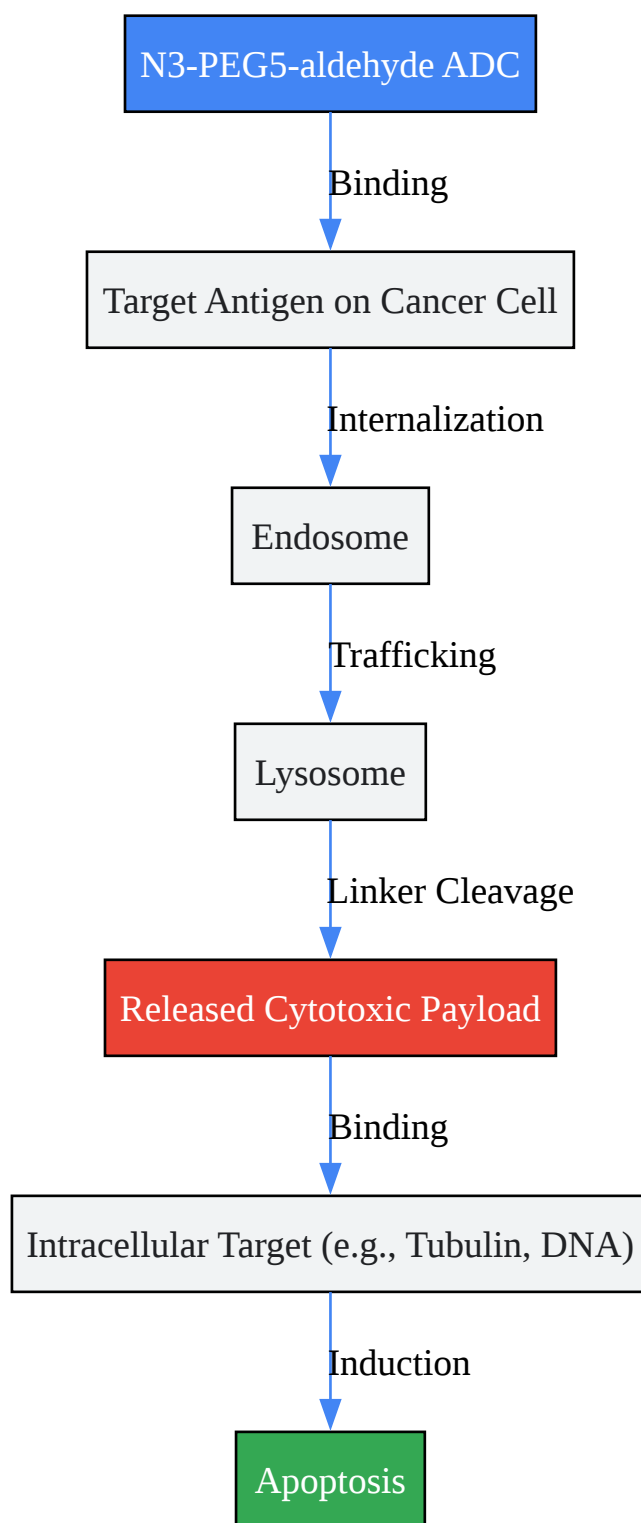 N3-PEG5-aldehyde ADC
Binding
Target Antigen on Cancer Cell
Internalization
Endosome
Trafficking
Lysosome
Linker Cleavage
Released Cytotoxic Payload
Binding
Intracellular Target (e.g., Tubulin, DNA)
Induction
Apoptosis